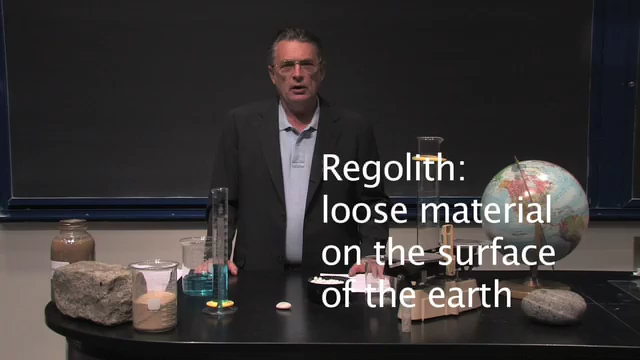 Regolith:
loose material
on the surface
of the earth